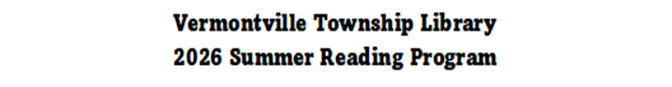 Vermontville Township Library
2026 Summer Reading Program